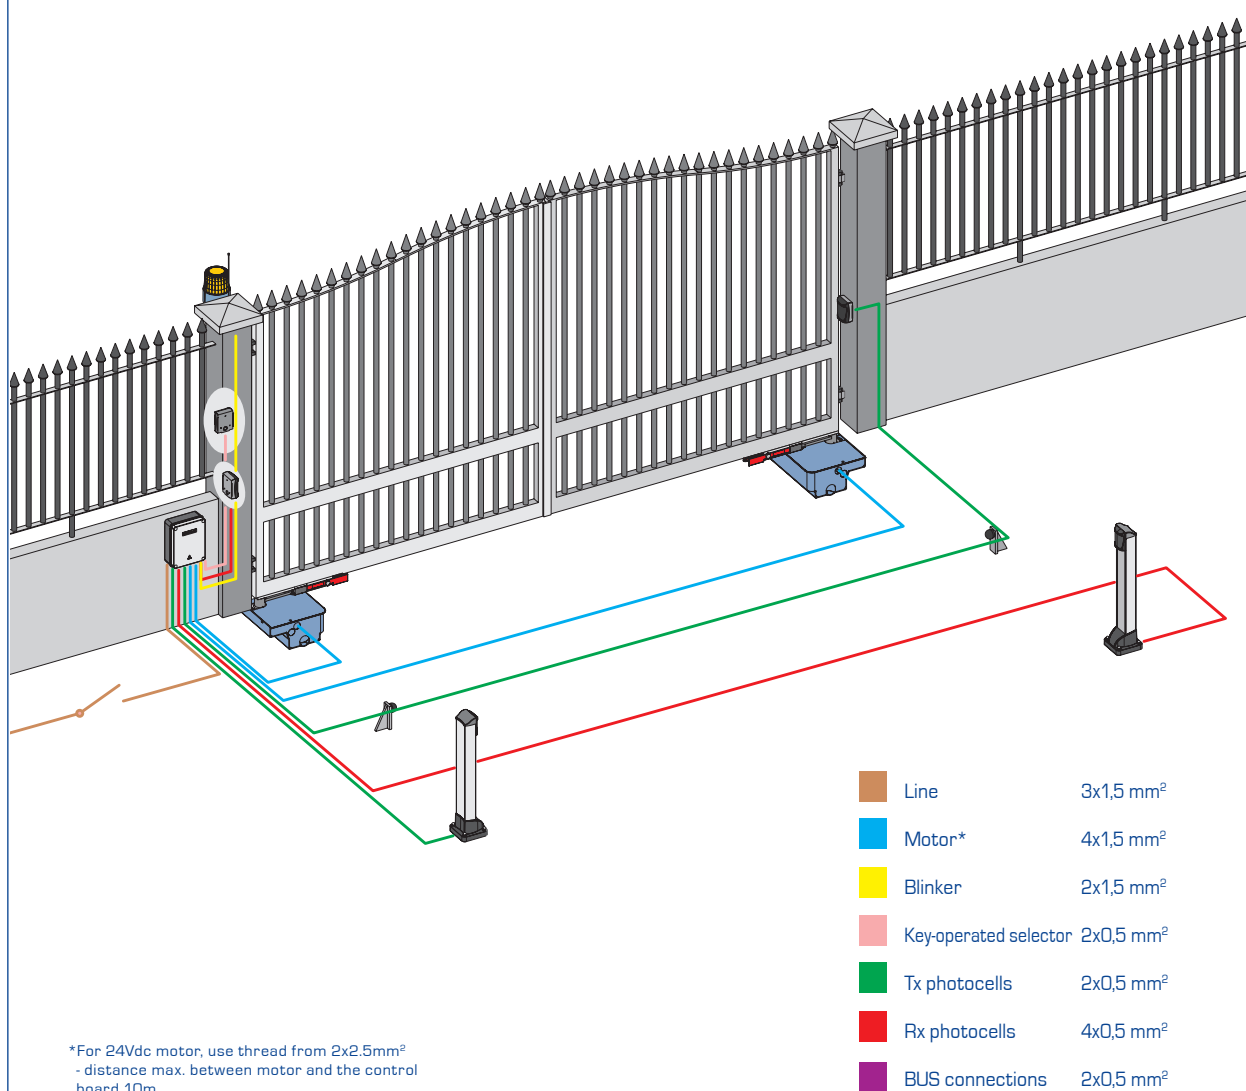 Line 3x1,5 mm²
Motor* 4x1,5 mm²
Blinker 2x1,5 mm²
Key-operated selector 2x0,5 mm²
Tx photocells 2x0,5 mm²
Rx photocells 4x0,5 mm²
BUS connections 2x0,5 mm²
*For 24Vdc motor, use thread from 2x2.5mm²
- distance max. between motor and the control
board 10m